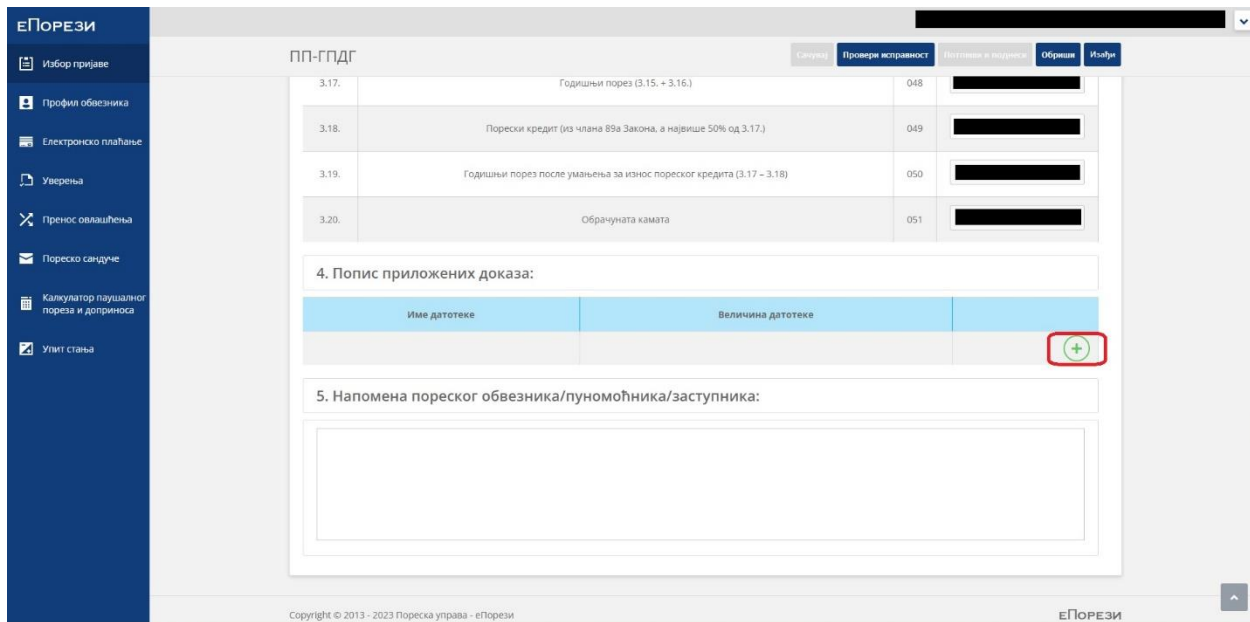 еПорези
Избор пријаве
Профил обвезника
Електронско плаћање
Уверења
Пренос овлашћења
Пореско сандуче
Калкулатор паушалног
пореза и доприноса
Упит стања
ПП-ГПДГ
Сачувај Провери исправност Потпиши и поднеси Обриши Изађи
3.17. Годишњи порез (3.15. + 3.16.) 048
3.18. Порески кредит (из члана 89а Закона, а највише 50% од 3.17.) 049
3.19. Годишњи порез после умањења за износ пореског кредита (3.17 – 3.18) 050
3.20. Обрачуната камата 051
4. Попис приложених доказа:
Име датотеке Величина датотеке
5. Напомена пореског обвезника/пуномоћника/заступника:
Copyright © 2013 - 2023 Пореска управа - еПорези еПорези